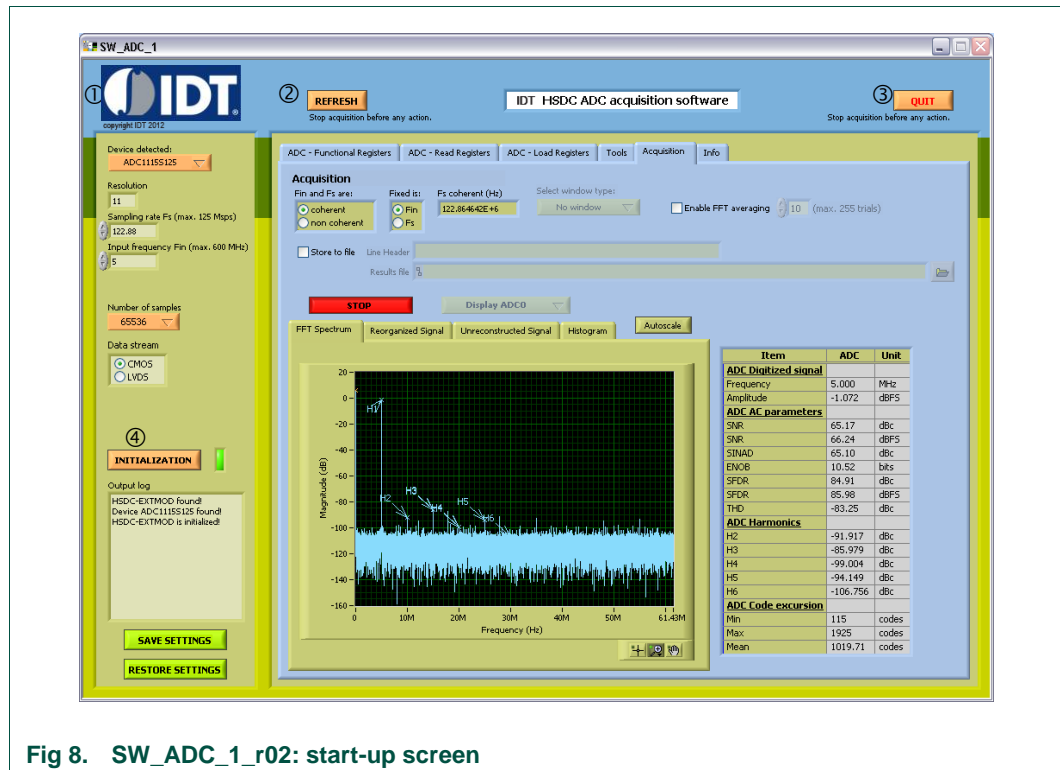 SW_ADC_1
① IDT®
copyright IDT 2012
② REFRESH
Stop acquisition before any action.
IDT HSDC ADC acquisition software
③ QUIT
Stop acquisition before any action.
Device detected:
ADC1115S125
Resolution
11
Sampling rate Fs (max. 125 Msps)
122.88
Input frequency Fin (max. 600 MHz)
5
Number of samples
65536
Data stream
CMOS
LVDS
④
INITIALIZATION
Output log
HSDC-EXTMOD found!
Device ADC1115S125 found!
HSDC-EXTMOD is initialized!
SAVE SETTINGS
RESTORE SETTINGS
ADC - Functional Registers ADC - Read Registers ADC - Load Registers Tools Acquisition Info
Acquisition
Fin and Fs are: Fixed is: Fs coherent (Hz) Select window type:
coherent Fin 122.864642E+6 No window Enable FFT averaging 10 (max. 255 trials)
non coherent Fs
Store to file Line Header
Results file
STOP Display ADC0
FFT Spectrum Reorganized Signal Unreconstructed Signal Histogram Autoscale
Magnitude (dB)
20
0
-20
-40
-60
-80
-100
-120
-140
-160
H1
H2
H3
H4
H5
H6
0 10M 20M 30M 40M 50M 61.43M
Frequency (Hz)
Item ADC Unit
ADC Digitized signal
Frequency 5.000 MHz
Amplitude -1.072 dBFS
ADC AC parameters
SNR 65.17 dBc
SNR 66.24 dBFS
SINAD 65.10 dBc
ENOB 10.52 bits
SFDR 84.91 dBc
SFDR 85.98 dBFS
THD -83.25 dBc
ADC Harmonics
H2 -91.917 dBc
H3 -85.979 dBc
H4 -99.004 dBc
H5 -94.149 dBc
H6 -106.756 dBc
ADC Code excursion
Min 115 codes
Max 1925 codes
Mean 1019.71 codes
Fig 8. SW_ADC_1_r02: start-up screen